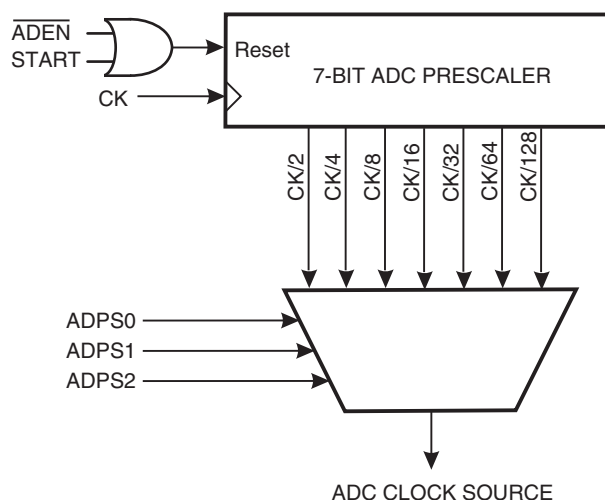 ADEN
START
Reset
7-BIT ADC PRESCALER
CK
CK/2
CK/4
CK/8
CK/16
CK/32
CK/64
CK/128
ADPS0
ADPS1
ADPS2
ADC CLOCK SOURCE